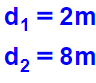 d₁ = 2m
d₂ = 8m